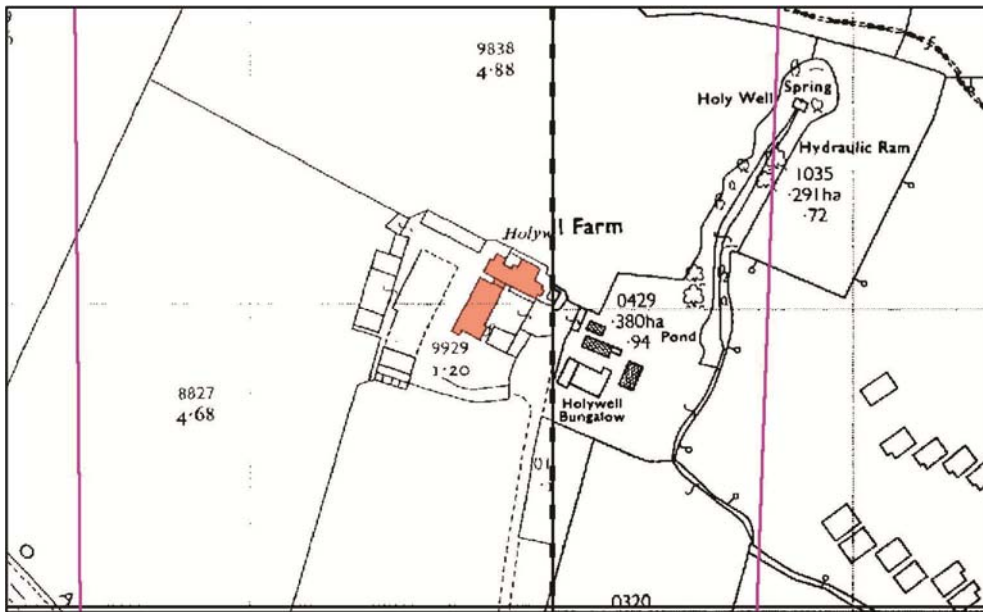 9838
4·88
Holy Well
Spring
Hydraulic Ram
1035
·291ha
·72
Holywell Farm
0429
·380ha
·94
Pond
9929
1·20
8827
4·68
Holywell
Bungalow
O
A
0320